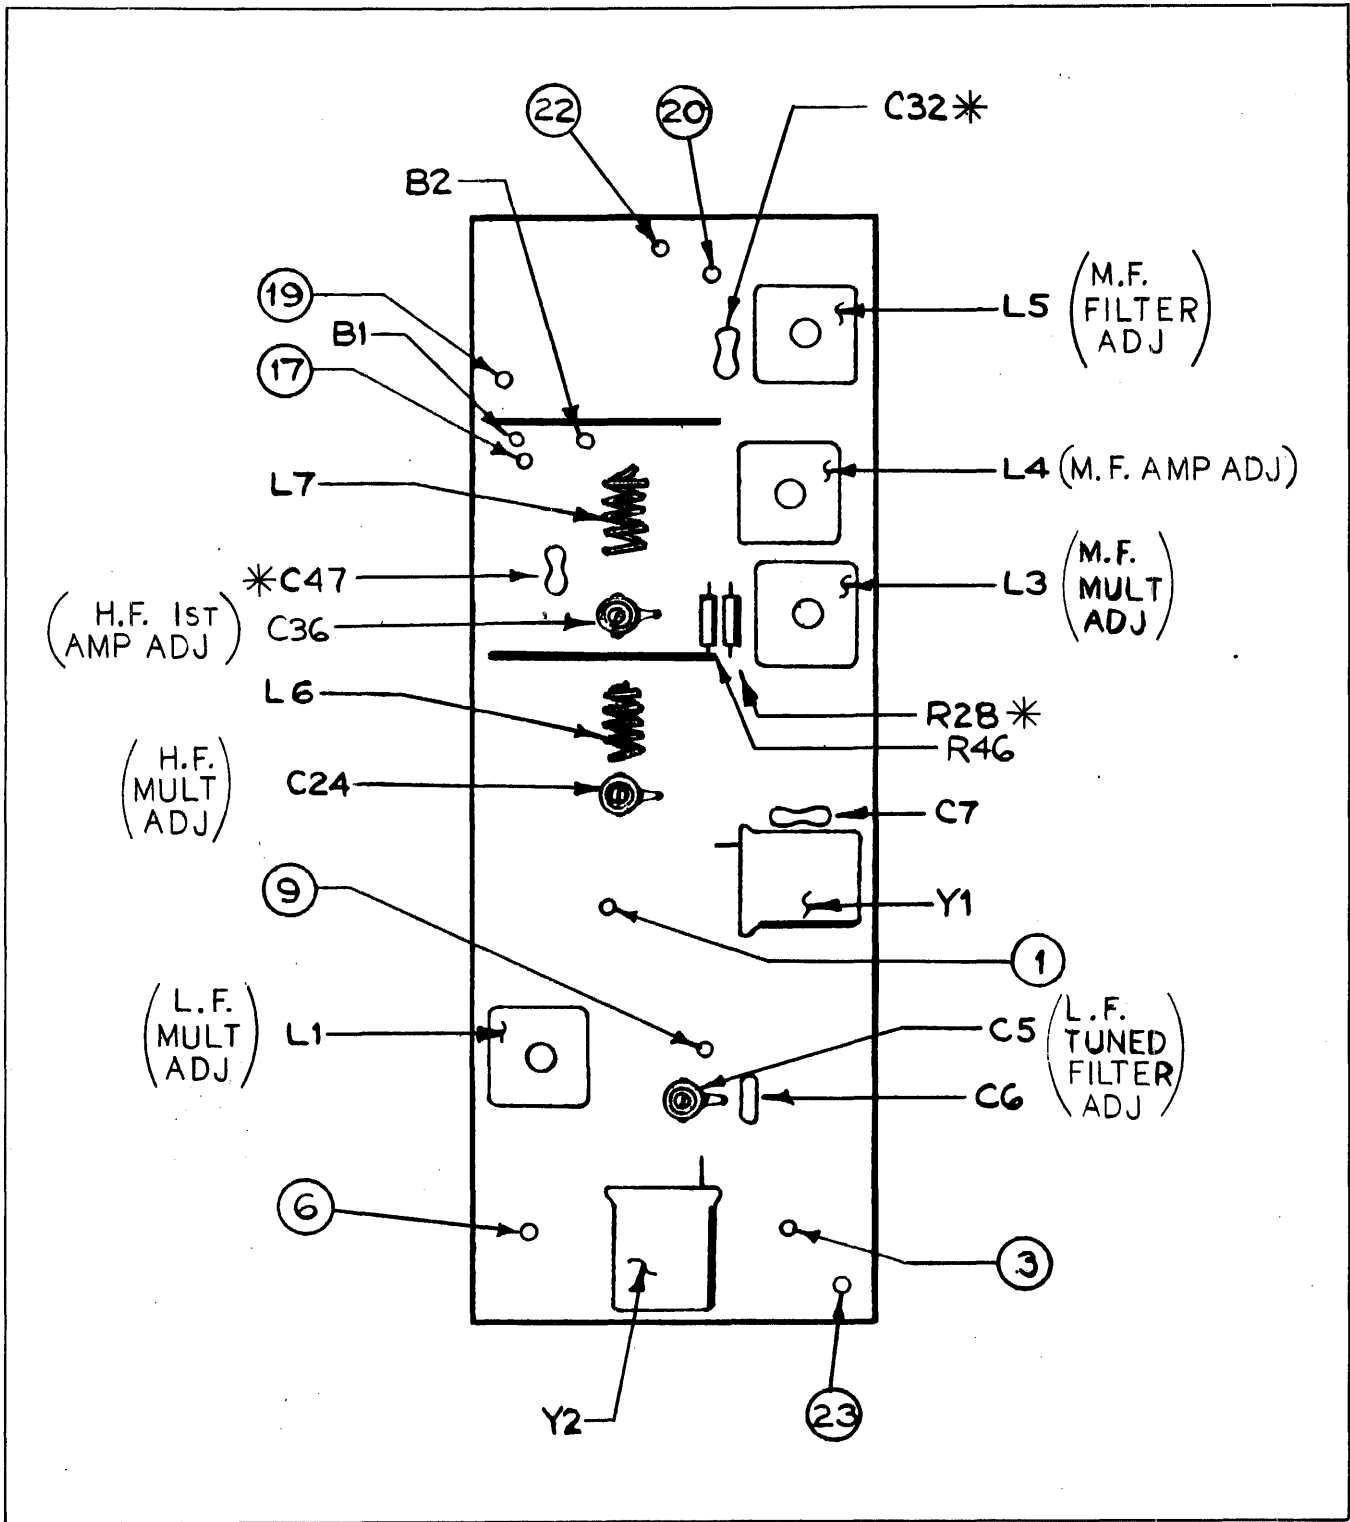 22
20
C32*
B2
19
B1
17
L5 (M.F. FILTER ADJ)
L7
L4 (M.F. AMP ADJ)
*C47
L3 (M.F. MULT ADJ)
(H.F. 1ST AMP ADJ) C36
L6
R28*
R46
(H.F. MULT ADJ) C24
C7
9
Y1
1
(L.F. MULT ADJ) L1
C5 (L.F. TUNED FILTER ADJ)
C6
6
3
Y2
23